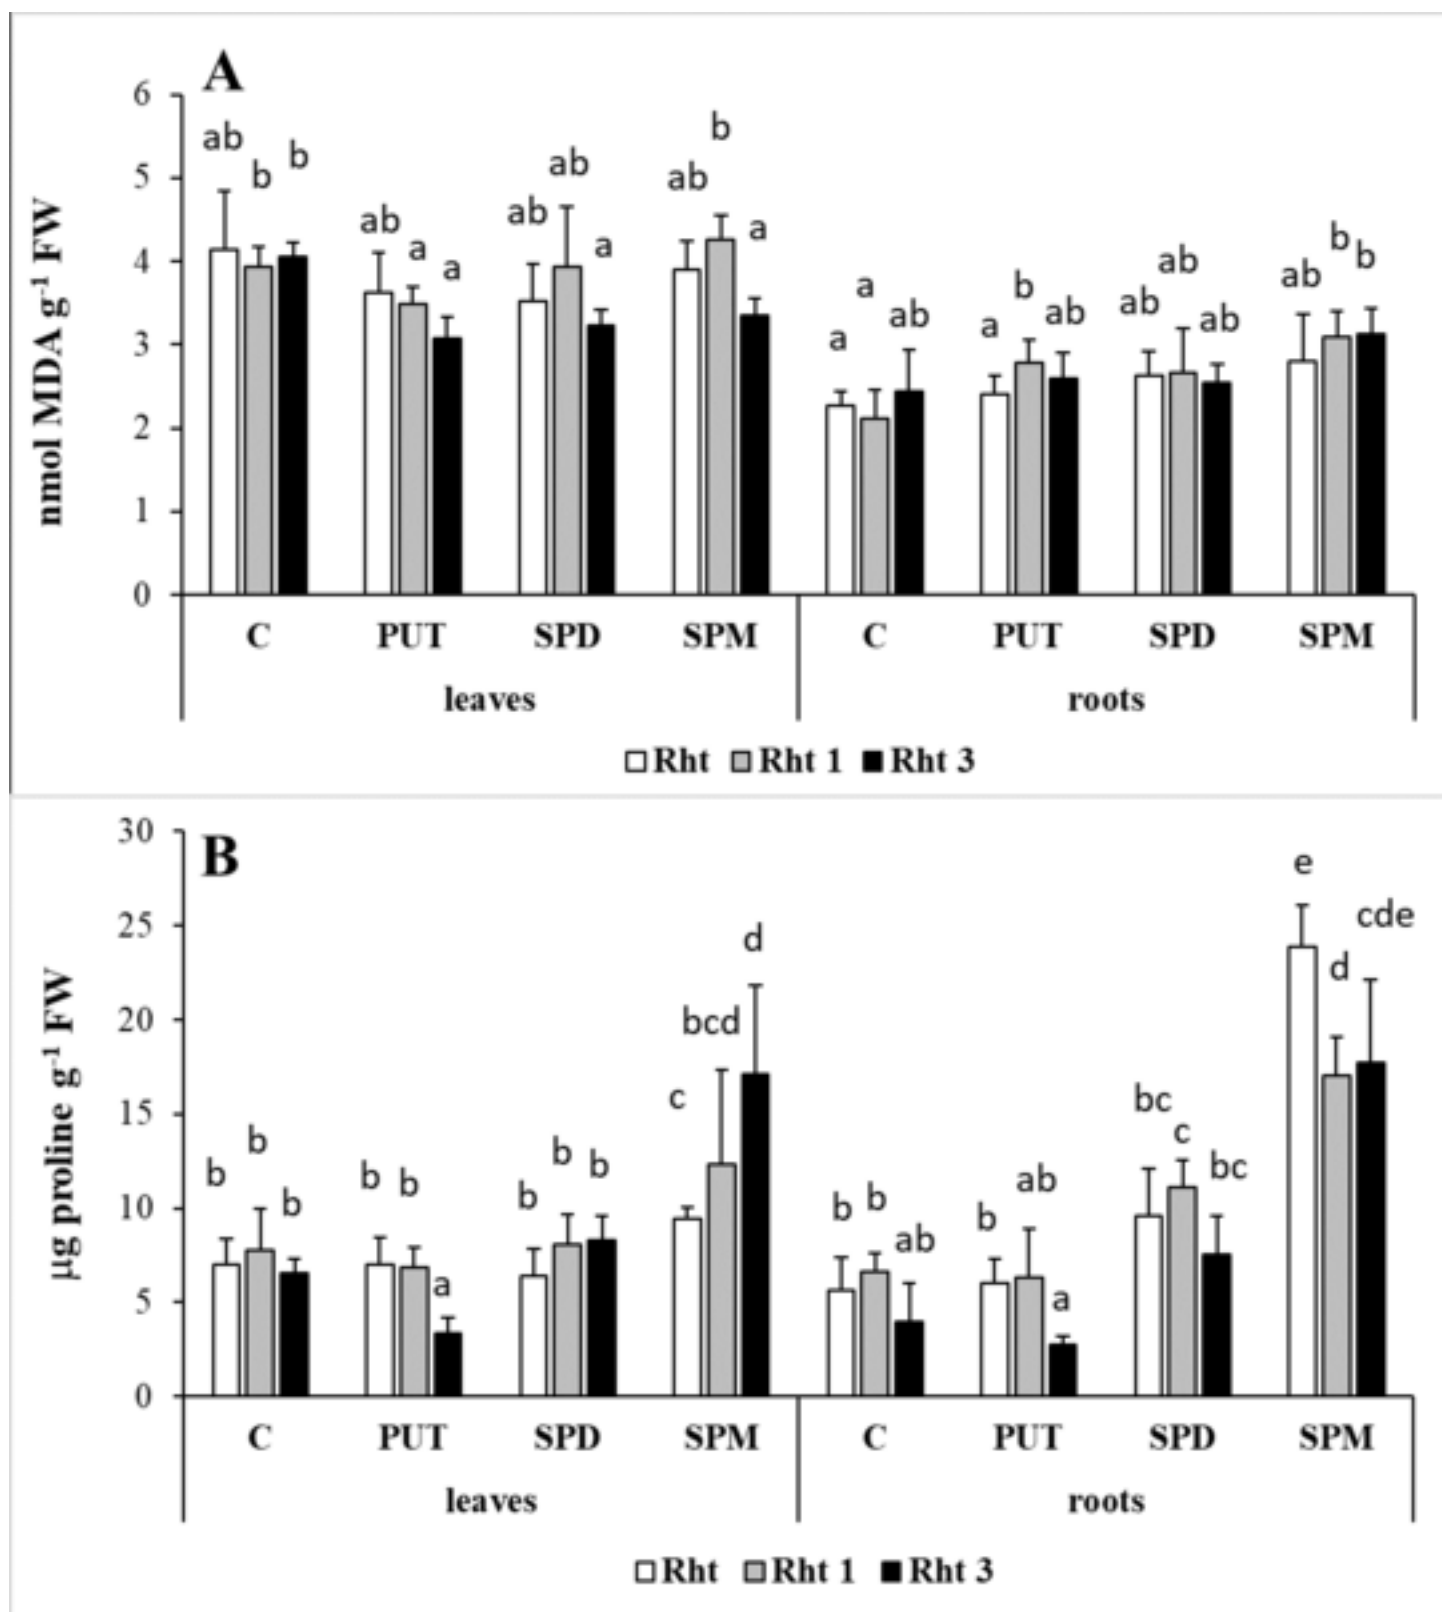 A
6
ab
b
b
ab
a
a
ab
ab
a
ab
b
a
a
a
ab
a
b
ab
ab
ab
ab
ab
b
b
5
4
3
2
1
0
nmol MDA g-1 FW
C PUT SPD SPM C PUT SPD SPM
leaves roots
Rht Rht 1 Rht 3
B
30
25
20
15
10
5
0
µg proline g-1 FW
b
b
b
b
b
a
b
b
b
c
bcd
d
b
b
ab
b
ab
a
bc
c
bc
e
d
cde
C PUT SPD SPM C PUT SPD SPM
leaves roots
Rht Rht 1 Rht 3